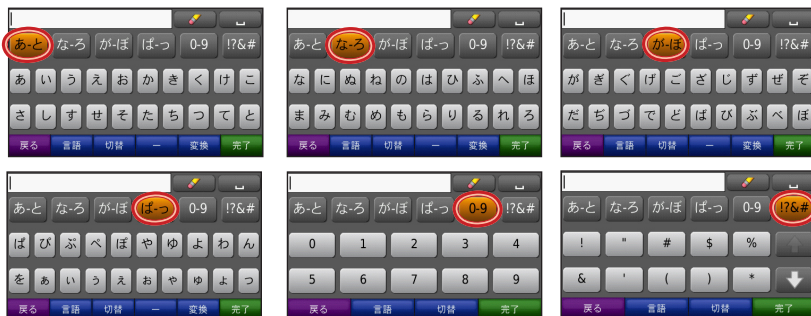 あ-と な-ろ が-ぼ ぱ-っ 0-9 !?&#
あ い う え お か き く け こ
さ し す せ そ た ち つ て と
戻る 言語 切替 ー 変換 完了
あ-と な-ろ が-ぼ ぱ-っ 0-9 !?&#
な に ぬ ね の は ひ ふ へ ほ
ま み む め も ら り る れ ろ
戻る 言語 切替 ー 変換 完了
あ-と な-ろ が-ぼ ぱ-っ 0-9 !?&#
が ぎ ぐ げ ご ざ じ ず ぜ ぞ
だ ぢ づ で ど ば び ぶ べ ぼ
戻る 言語 切替 ー 変換 完了
あ-と な-ろ が-ぼ ぱ-っ 0-9 !?&#
ぱ ぴ ぷ ぺ ぽ や ゆ よ わ ん
を ぁ ぃ ぅ ぇ ぉ ゃ ゅ ょ っ
戻る 言語 切替 ー 変換 完了
あ-と な-ろ が-ぼ ぱ-っ 0-9 !?&#
0 1 2 3 4
5 6 7 8 9
戻る 言語 切替 完了
あ-と な-ろ が-ぼ ぱ-っ 0-9 !?&#
! " # $ %
& ' ( ) *
戻る 言語 切替 完了